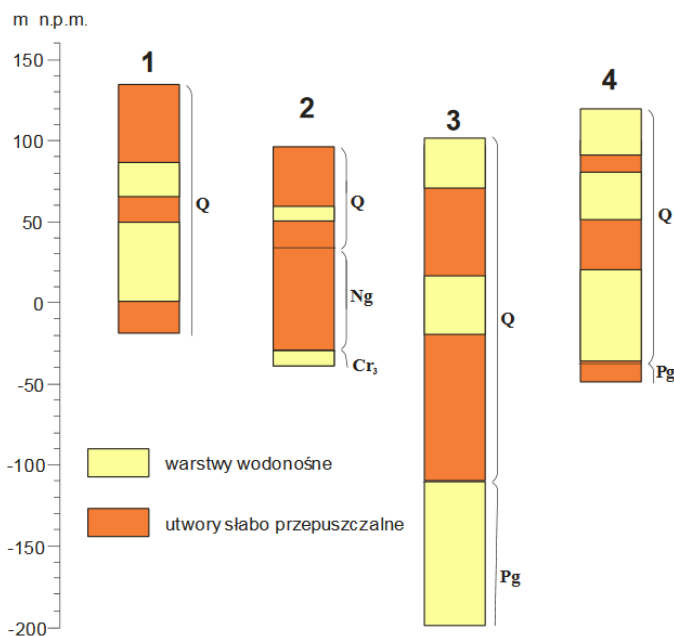 m n.p.m.
150
100
50
0
-50
-100
-150
-200
1
Q
2
Q
Ng
Cr₃
3
Q
Pg
4
Q
Pg
warstwy wodonośne
utwory słabo przepuszczalne